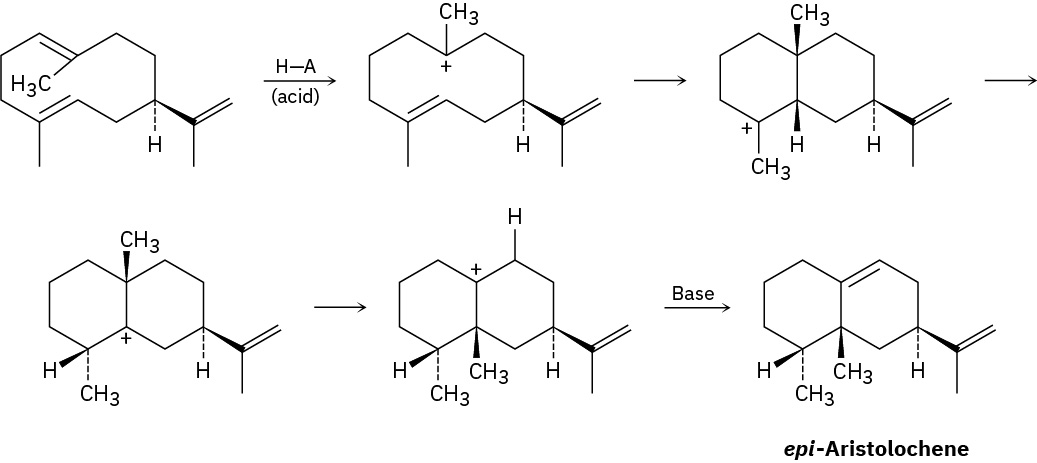 CH3 CH3
H—A
H3C +
(acid)
H H + H H
CH3
H
CH3
+
Base
+
H H H CH3 H H CH3 H
CH3 CH3 CH3
epi-Aristolochene